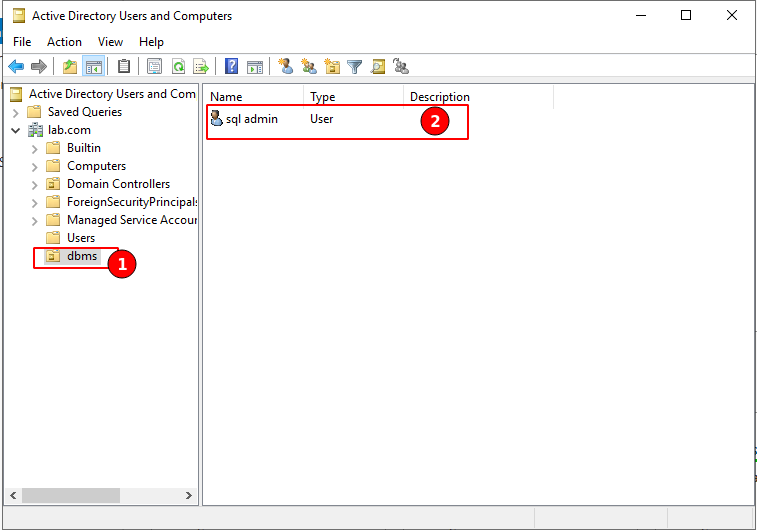 Active Directory Users and Computers
File Action View Help
Active Directory Users and Com
Saved Queries
lab.com
Builtin
Computers
Domain Controllers
ForeignSecurityPrincipals
Managed Service Accour
Users
dbms
1
Name Type Description
sql admin User
2